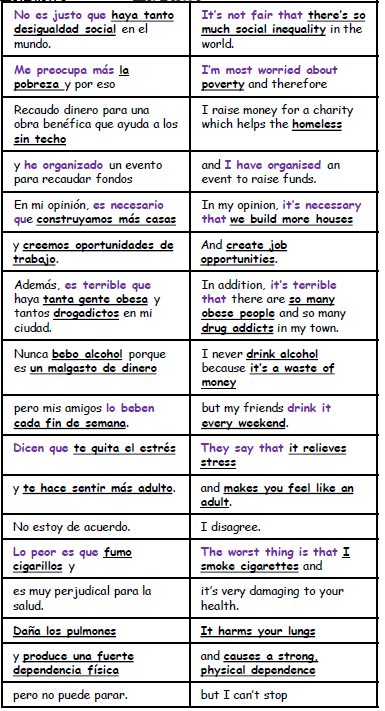 No es justo que haya tanto
desigualdad social en el
mundo.
It's not fair that there's so
much social inequality in the
world.
Me preocupa más la
pobreza y por eso
I'm most worried about
poverty and therefore
Recaudo dinero para una
obra benéfica que ayuda a los
sin techo
I raise money for a charity
which helps the homeless
y he organizado un evento
para recaudar fondos
and I have organised an
event to raise funds.
En mi opinión, es necesario
que construyamos más casas
In my opinion, it's necessary
that we build more houses
y creemos oportunidades de
trabajo.
And create job
opportunities.
Además, es terrible que
haya tanta gente obesa y
tantos drogadictos en mi
ciudad.
In addition, it's terrible
that there are so many
obese people and so many
drug addicts in my town.
Nunca bebo alcohol porque
es un malgasto de dinero
I never drink alcohol
because it's a waste of
money
pero mis amigos lo beben
cada fin de semana.
but my friends drink it
every weekend.
Dicen que te quita el estrés
They say that it relieves
stress
y te hace sentir más adulto.
and makes you feel like an
adult.
No estoy de acuerdo.
I disagree.
Lo peor es que fumo
cigarillos y
The worst thing is that I
smoke cigarettes and
es muy perjudical para la
salud.
it's very damaging to your
health.
Daña los pulmones
It harms your lungs
y produce una fuerte
dependencia física
and causes a strong,
physical dependence
pero no puede parar.
but I can't stop